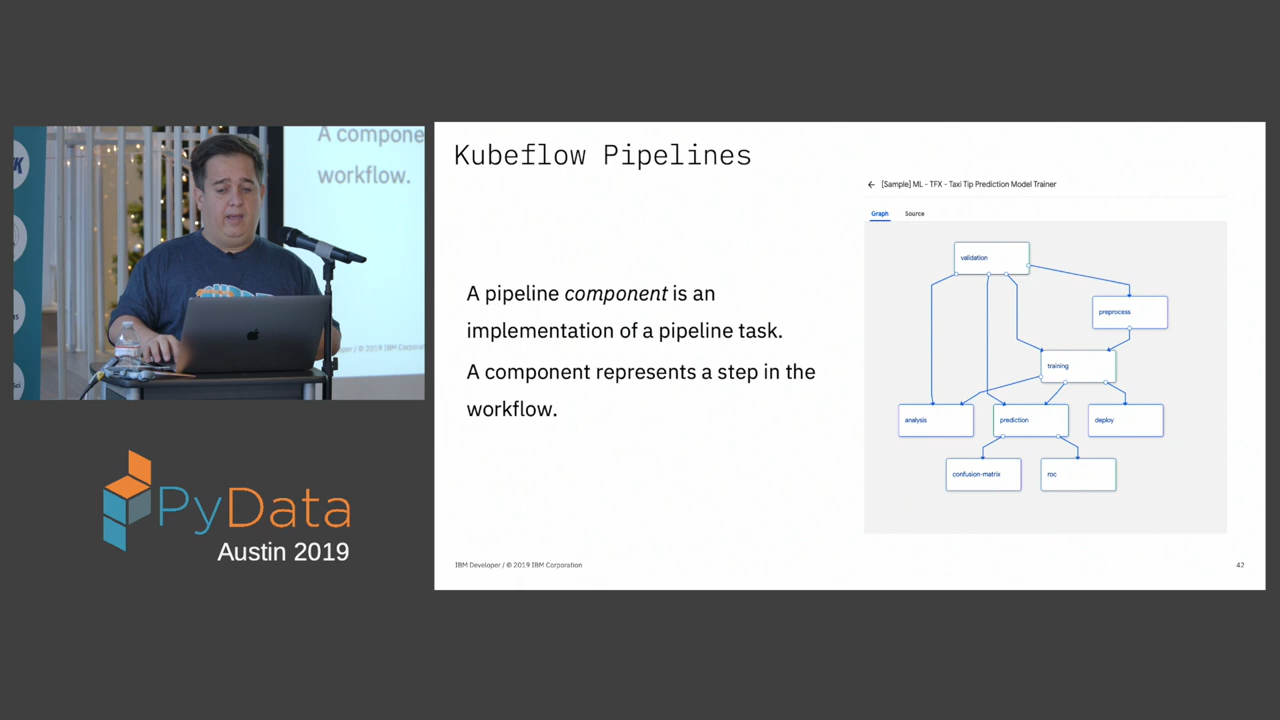 A compone
workflow.
PyData
Austin 2019
Kubeflow Pipelines
A pipeline component is an
implementation of a pipeline task.
A component represents a step in the
workflow.
[Sample] ML - TFX - Taxi Tip Prediction Model Trainer
Graph Source
validation
preprocess
training
analysis prediction deploy
confusion-matrix roc
IBM Developer / © 2019 IBM Corporation
42